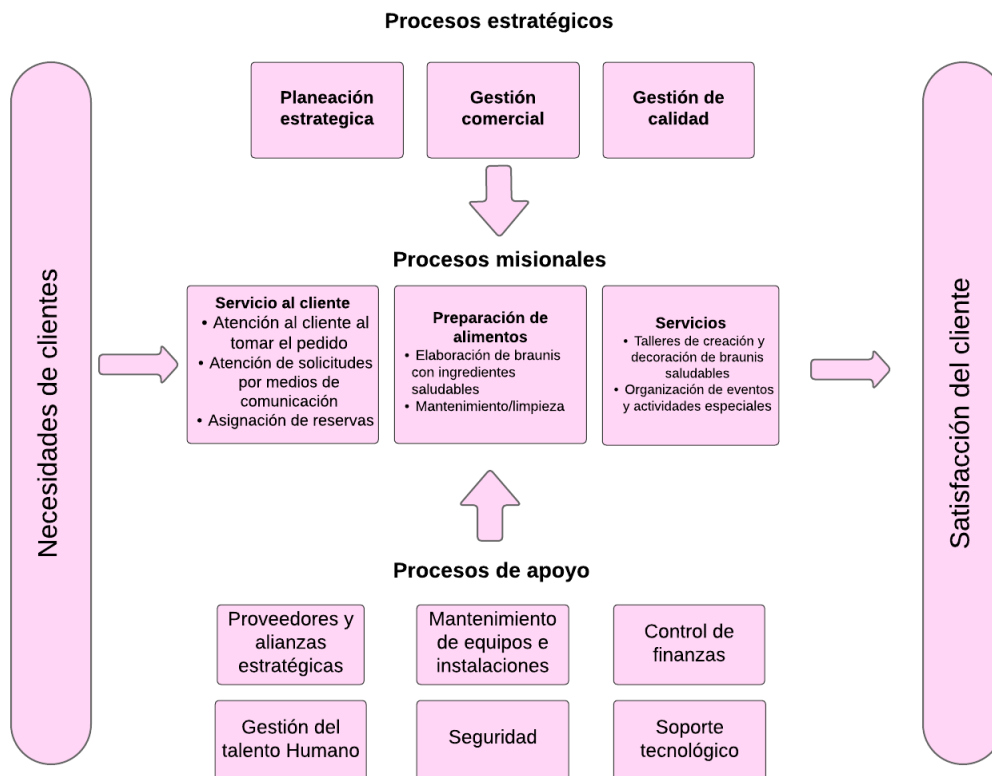 Procesos estratégicos
Planeación
estrategica
Gestión
comercial
Gestión de
calidad
Necesidades de clientes
Procesos misionales
Servicio al cliente
• Atención al cliente al
tomar el pedido
• Atención de solicitudes
por medios de
comunicación
• Asignación de reservas
Preparación de
alimentos
• Elaboración de braunis
con ingredientes
saludables
• Mantenimiento/limpieza
Servicios
• Talleres de creación y
decoración de braunis
saludables
• Organización de eventos
y actividades especiales
Satisfacción del cliente
Procesos de apoyo
Proveedores y
alianzas
estratégicas
Mantenimiento
de equipos e
instalaciones
Control de
finanzas
Gestión del
talento Humano
Seguridad
Soporte
tecnológico